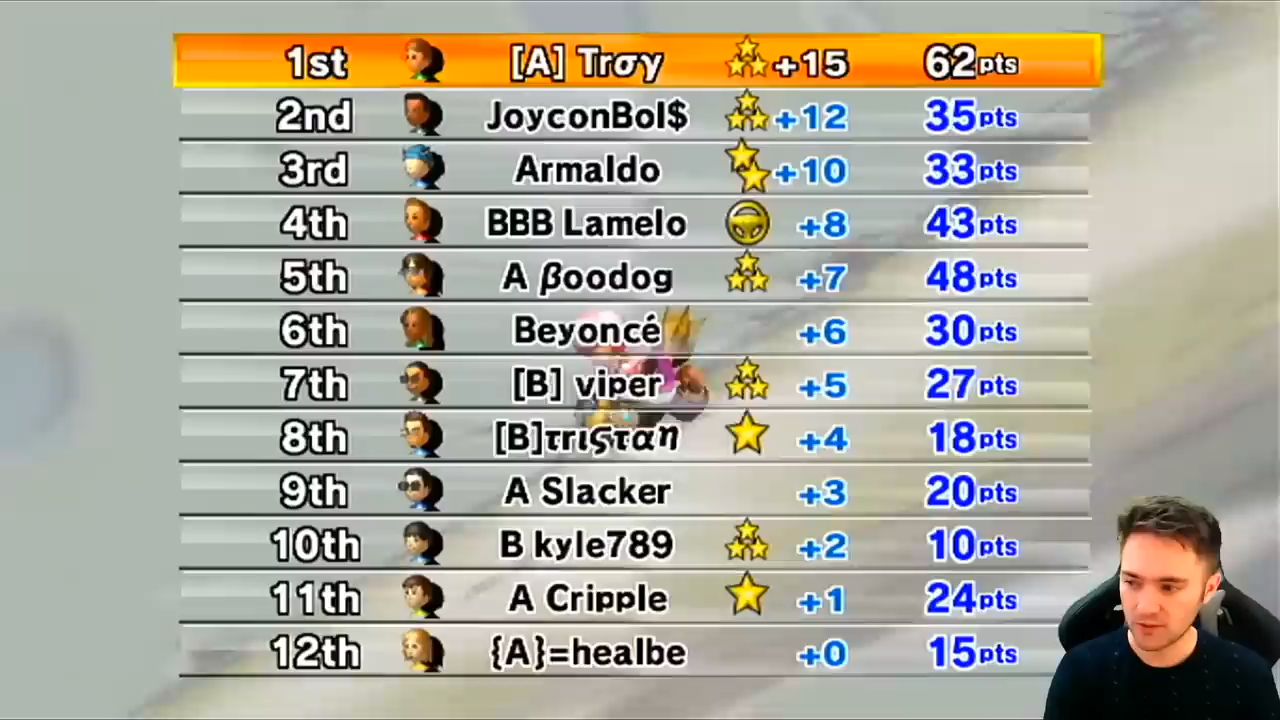 1st [A] Trσy +15 62pts
2nd JoyconBol$ +12 35pts
3rd Armaldo +10 33pts
4th BBB Lamelo +8 43pts
5th A βoodog +7 48pts
6th Beyoncé +6 30pts
7th [B] viper +5 27pts
8th [B]τrιςταη +4 18pts
9th A Slacker +3 20pts
10th B kyle789 +2 10pts
11th A Cripple +1 24pts
12th {A}=healbe +0 15pts